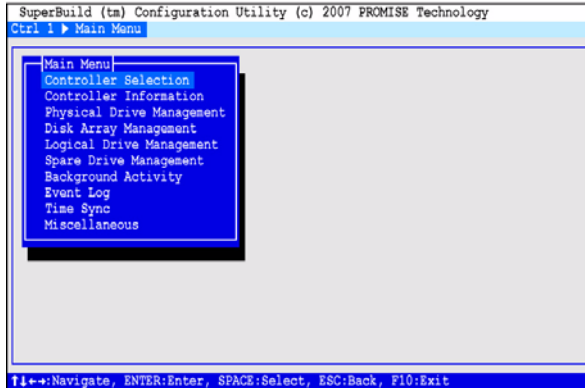 SuperBuild (tm) Configuration Utility (c) 2007 PROMISE Technology
Ctrl 1 ▶ Main Menu
Main Menu
Controller Selection
Controller Information
Physical Drive Management
Disk Array Management
Logical Drive Management
Spare Drive Management
Background Activity
Event Log
Time Sync
Miscellaneous
↑↓←→:Navigate, ENTER:Enter, SPACE:Select, ESC:Back, F10:Exit